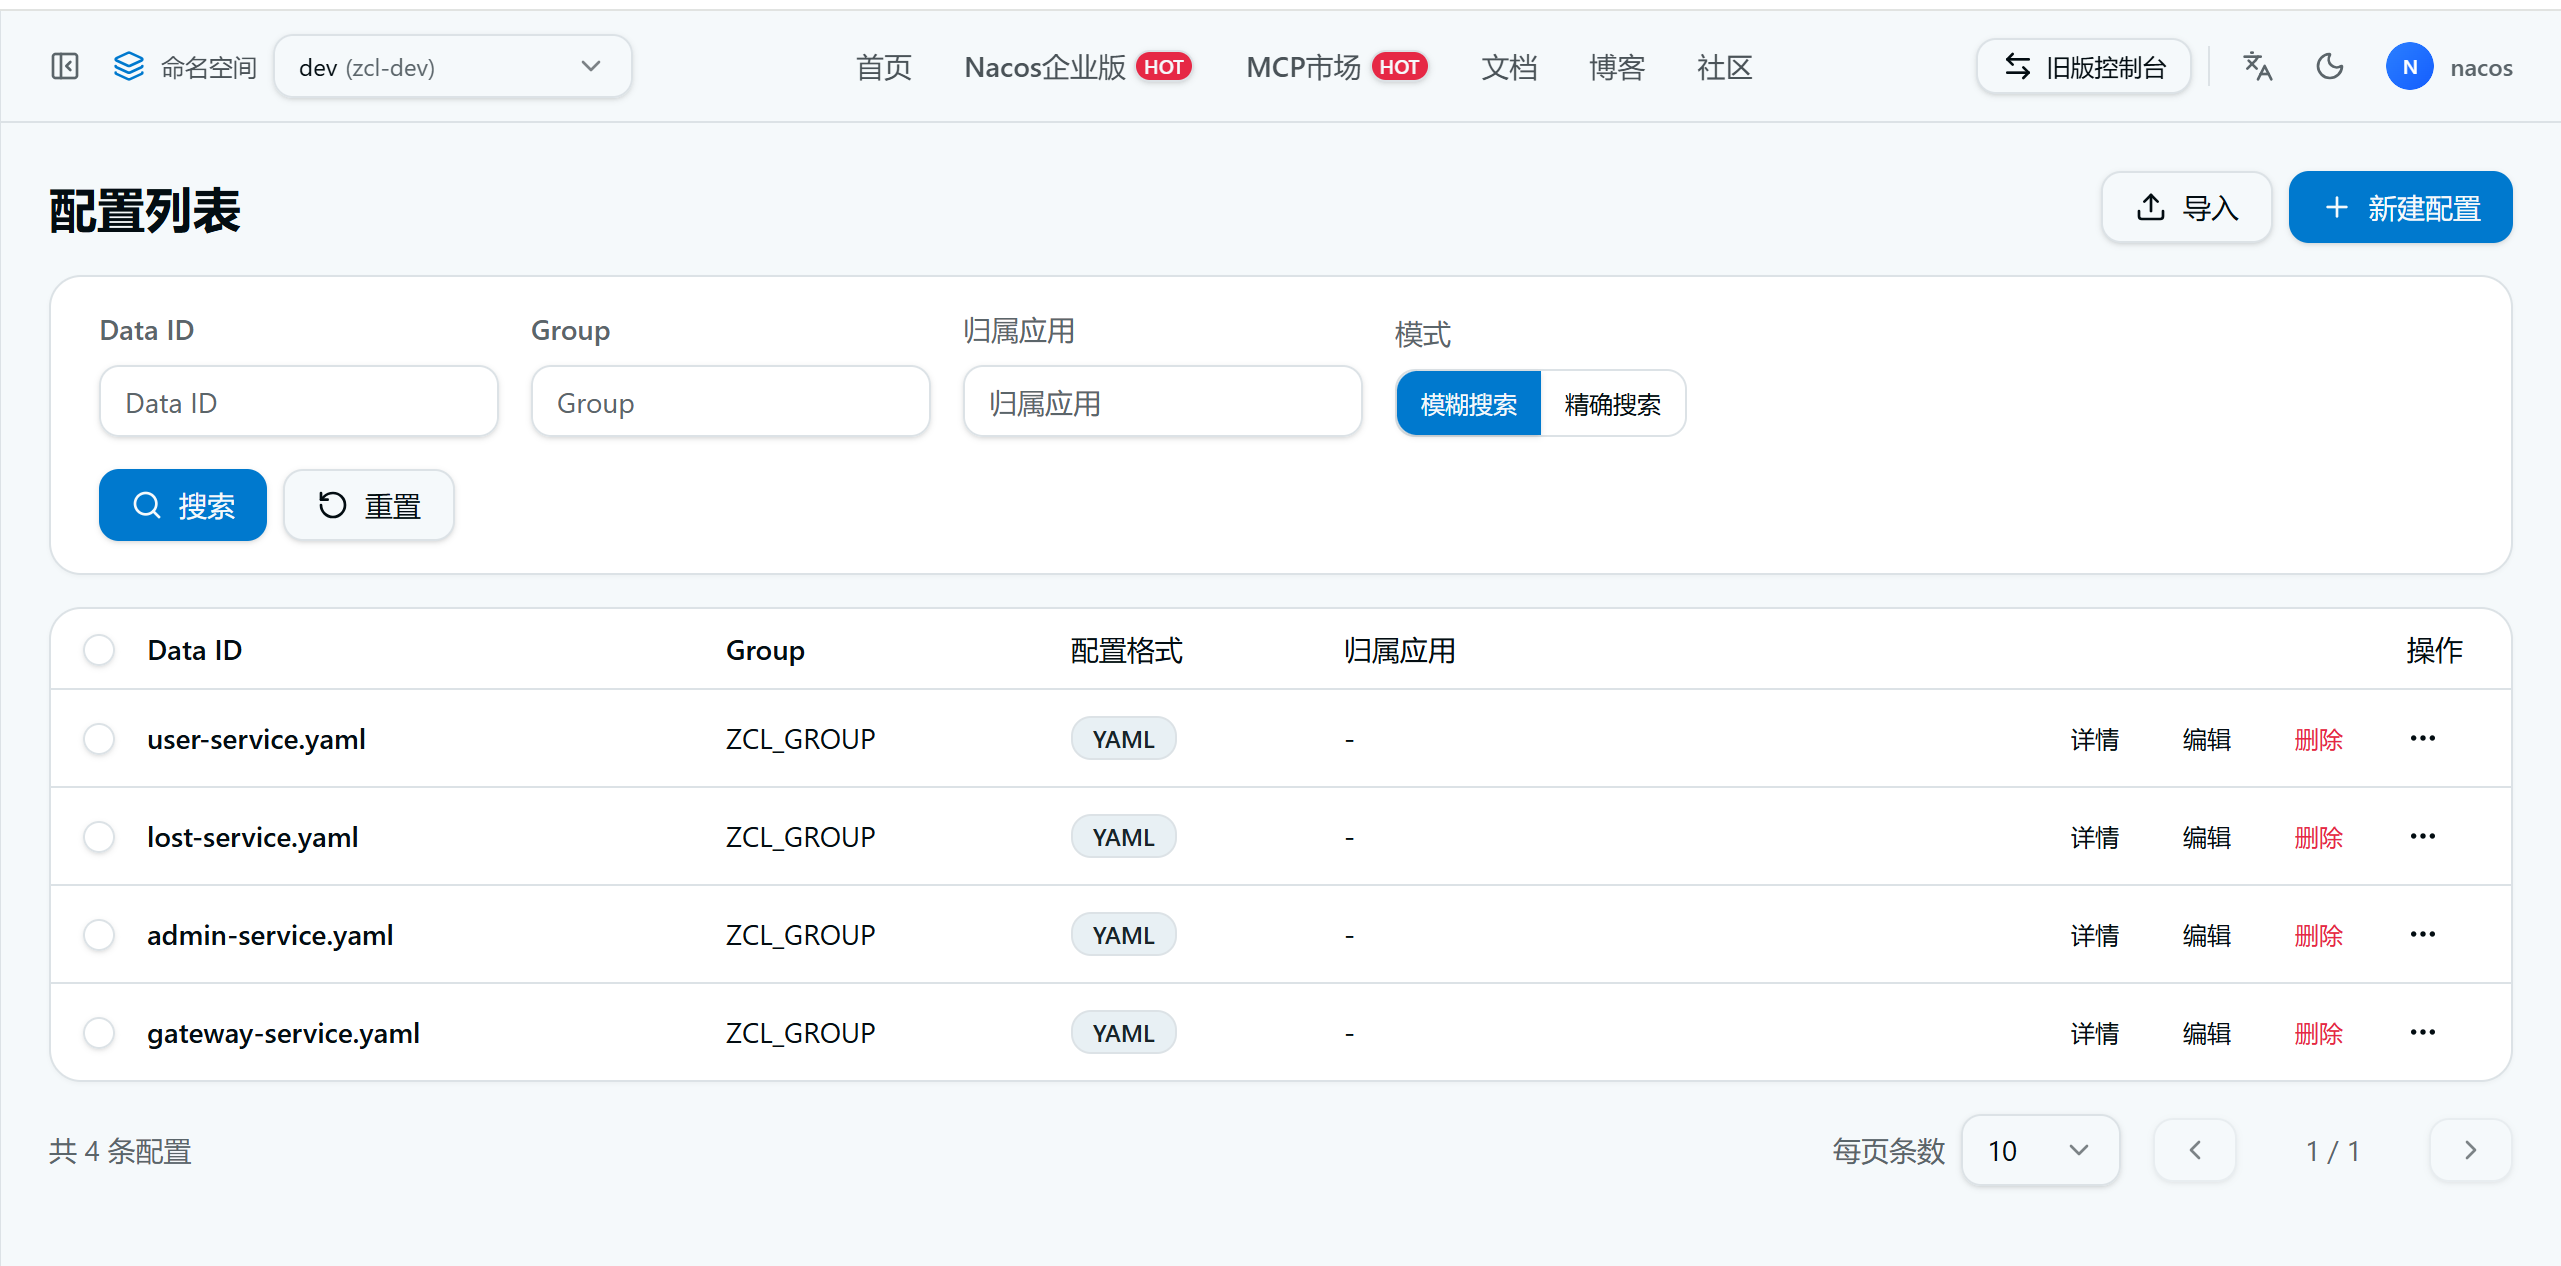 命名空间 dev (zcl-dev) 首页 Nacos企业版 HOT MCP市场 HOT 文档 博客 社区 旧版控制台 N nacos
配置列表 导入 新建配置
Data ID Group 归属应用 模式
Data ID Group 归属应用 模糊搜索 精确搜索
搜索 重置
Data ID Group 配置格式 归属应用 操作
user-service.yaml ZCL_GROUP YAML - 详情 编辑 删除 ···
lost-service.yaml ZCL_GROUP YAML - 详情 编辑 删除 ···
admin-service.yaml ZCL_GROUP YAML - 详情 编辑 删除 ···
gateway-service.yaml ZCL_GROUP YAML - 详情 编辑 删除 ···
共 4 条配置 每页条数 10 1 / 1